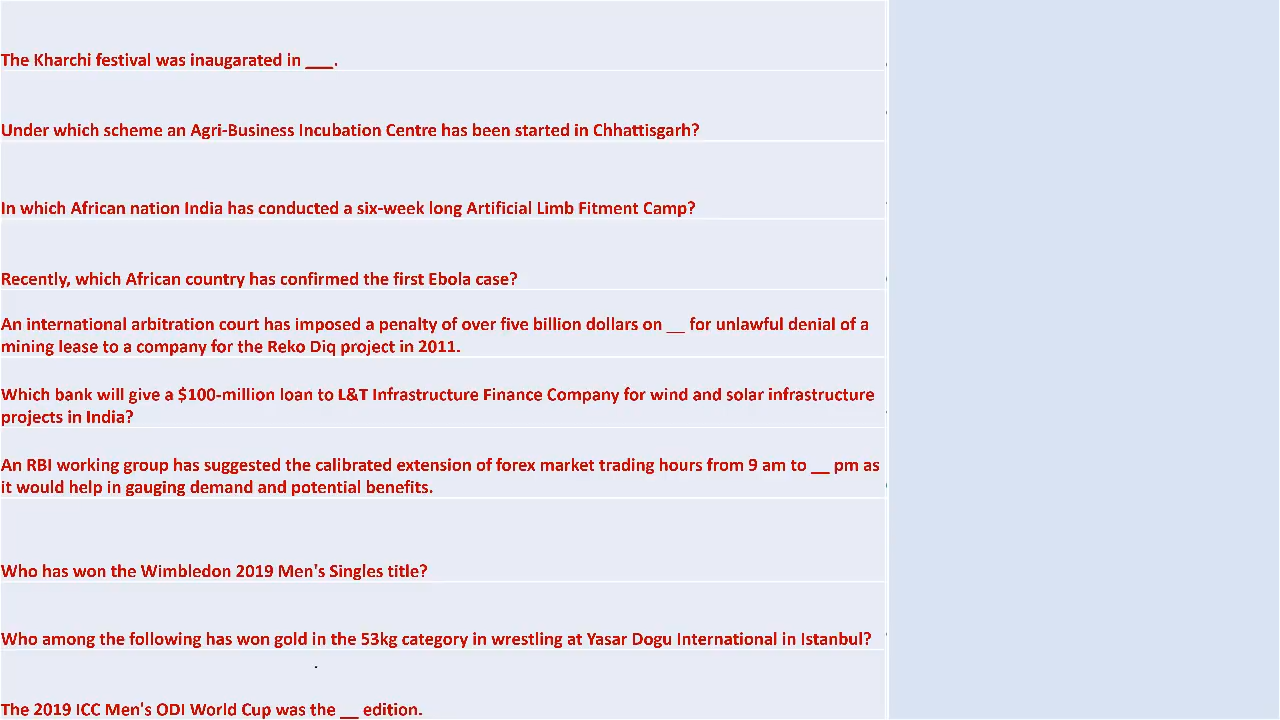 The Kharchi festival was inaugarated in ___.
Under which scheme an Agri-Business Incubation Centre has been started in Chhattisgarh?
In which African nation India has conducted a six-week long Artificial Limb Fitment Camp?
Recently, which African country has confirmed the first Ebola case?
An international arbitration court has imposed a penalty of over five billion dollars on __ for unlawful denial of a
mining lease to a company for the Reko Diq project in 2011.
Which bank will give a $100-million loan to L&T Infrastructure Finance Company for wind and solar infrastructure
projects in India?
An RBI working group has suggested the calibrated extension of forex market trading hours from 9 am to __ pm as
it would help in gauging demand and potential benefits.
Who has won the Wimbledon 2019 Men's Singles title?
Who among the following has won gold in the 53kg category in wrestling at Yasar Dogu International in Istanbul?
The 2019 ICC Men's ODI World Cup was the __ edition.